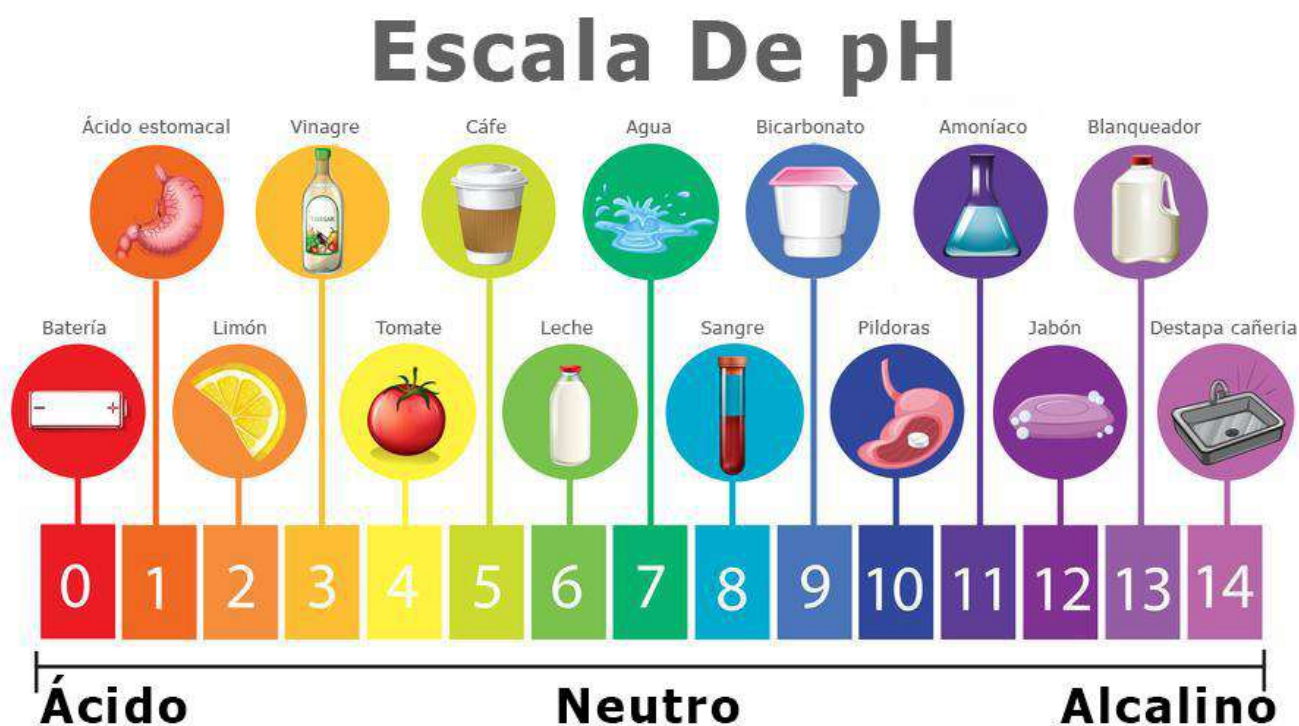 Escala De pH
Ácido estomacal Vinagre Cáfe Agua Bicarbonato Amoníaco Blanqueador
Batería Limón Tomate Leche Sangre Pildoras Jabón Destapa cañeria
0 1 2 3 4 5 6 7 8 9 10 11 12 13 14
Ácido Neutro Alcalino